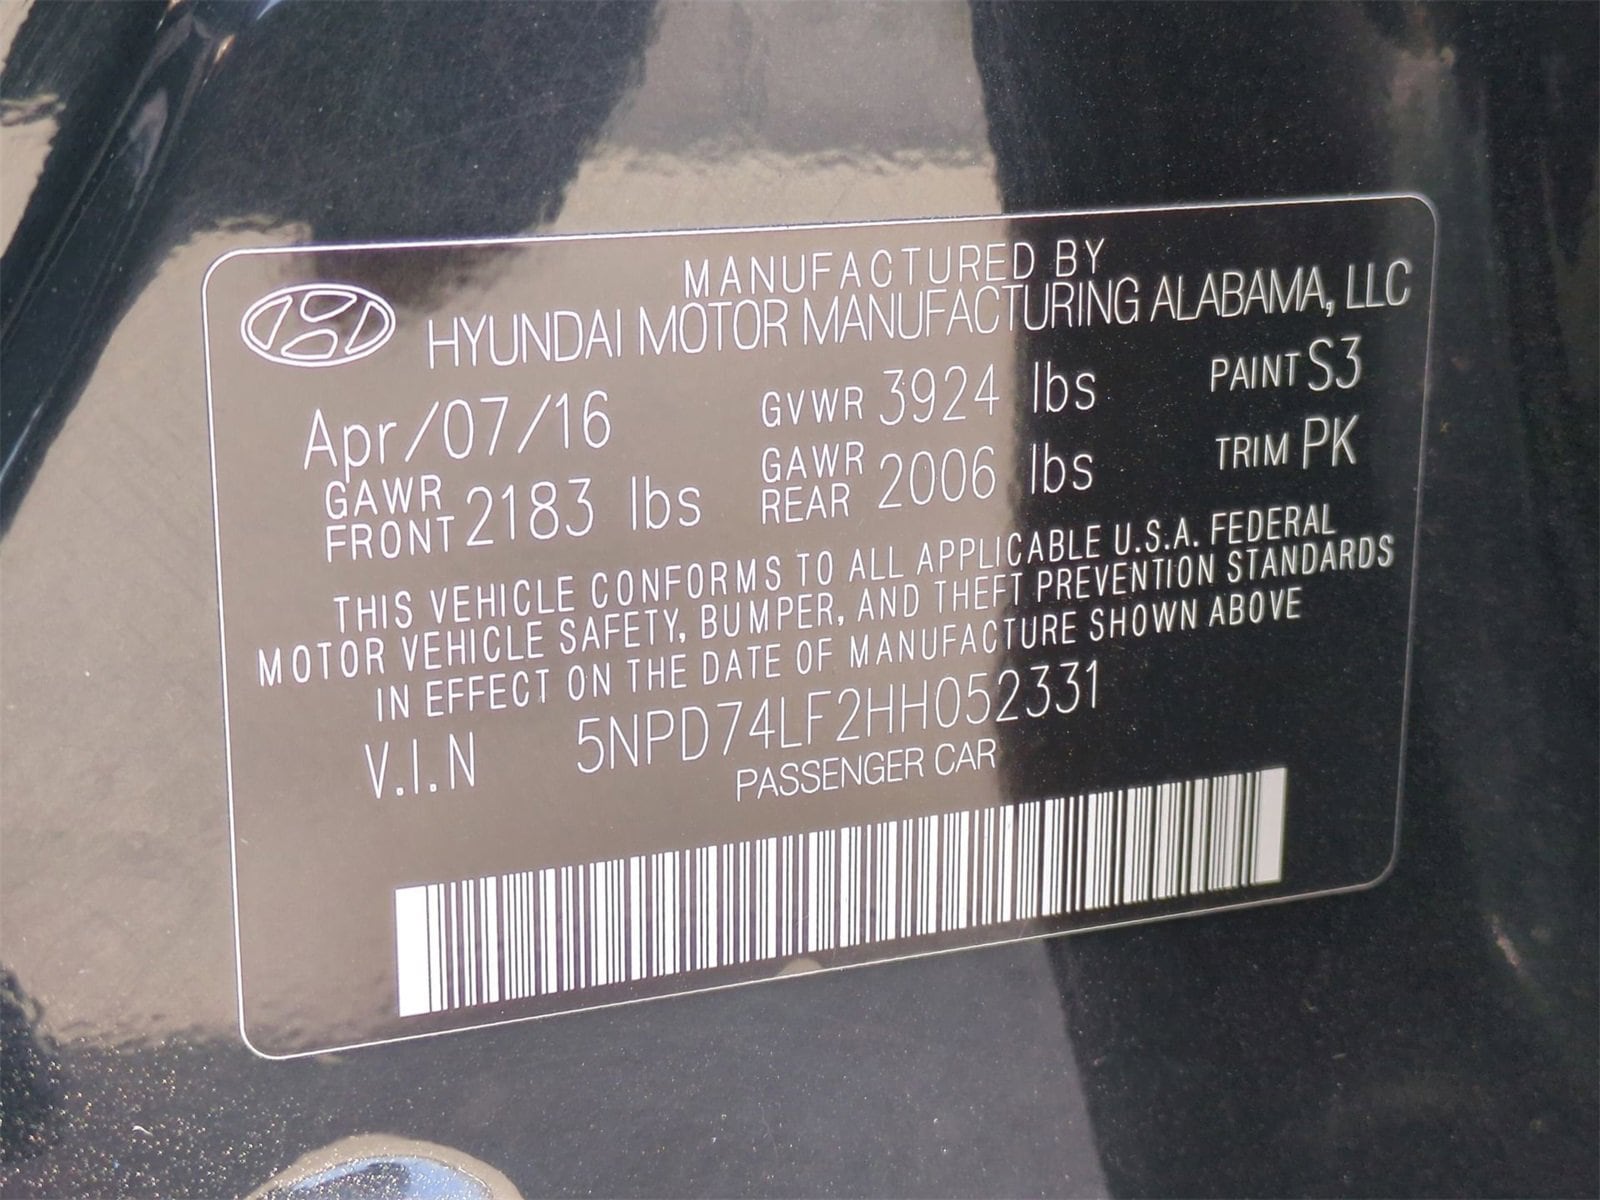 MANUFACTURED BY
HYUNDAI MOTOR MANUFACTURING ALABAMA, LLC
Apr/07/16 GVWR 3924 lbs PAINT S3
GAWR FRONT 2183 lbs GAWR REAR 2006 lbs TRIM PK
THIS VEHICLE CONFORMS TO ALL APPLICABLE U.S.A. FEDERAL
MOTOR VEHICLE SAFETY, BUMPER, AND THEFT PREVENTION STANDARDS
IN EFFECT ON THE DATE OF MANUFACTURE SHOWN ABOVE
V.I.N 5NPD74LF2HH052331
PASSENGER CAR